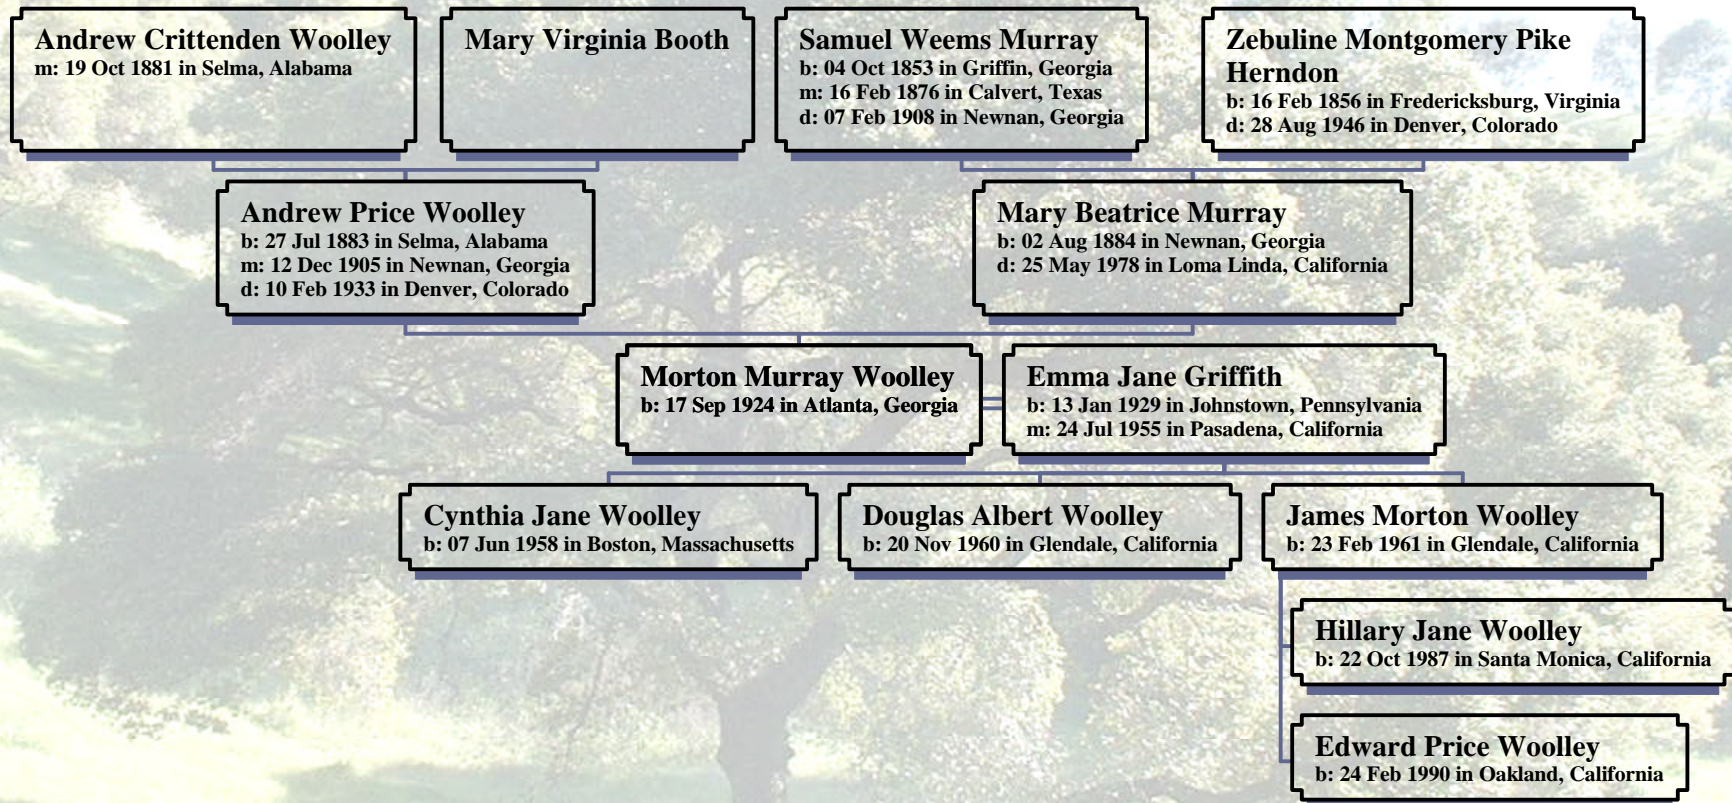 Andrew Crittenden Woolley
m: 19 Oct 1881 in Selma, Alabama
Mary Virginia Booth
Samuel Weems Murray
b: 04 Oct 1853 in Griffin, Georgia
m: 16 Feb 1876 in Calvert, Texas
d: 07 Feb 1908 in Newnan, Georgia
Zebuline Montgomery Pike
Herndon
b: 16 Feb 1856 in Fredericksburg, Virginia
d: 28 Aug 1946 in Denver, Colorado
Andrew Price Woolley
b: 27 Jul 1883 in Selma, Alabama
m: 12 Dec 1905 in Newnan, Georgia
d: 10 Feb 1933 in Denver, Colorado
Mary Beatrice Murray
b: 02 Aug 1884 in Newnan, Georgia
d: 25 May 1978 in Loma Linda, California
Morton Murray Woolley
b: 17 Sep 1924 in Atlanta, Georgia
Emma Jane Griffith
b: 13 Jan 1929 in Johnstown, Pennsylvania
m: 24 Jul 1955 in Pasadena, California
Cynthia Jane Woolley
b: 07 Jun 1958 in Boston, Massachusetts
Douglas Albert Woolley
b: 20 Nov 1960 in Glendale, California
James Morton Woolley
b: 23 Feb 1961 in Glendale, California
Hillary Jane Woolley
b: 22 Oct 1987 in Santa Monica, California
Edward Price Woolley
b: 24 Feb 1990 in Oakland, California